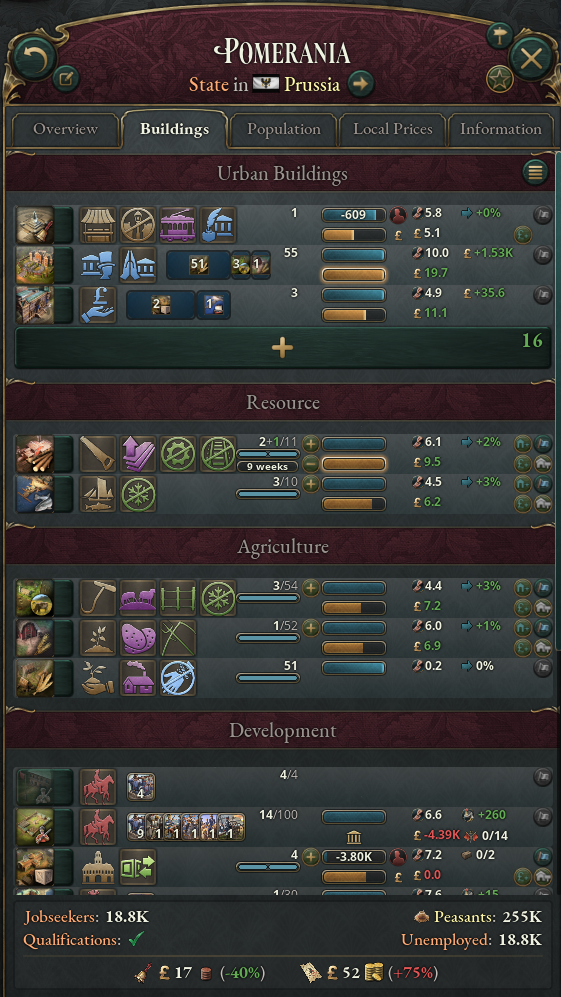 POMERANIA
State in Prussia
Overview Buildings Population Local Prices Information
Urban Buildings
1 -609 5.8 +0%
£ £ 5.1
55 10.0 £ +1.53K
51 3 1 £ 19.7
3 4.9 £ +35.6
2 1 £ 11.1
+ 16
Resource
2+1/11 6.1 +2%
9 weeks £ 9.5
3/10 4.5 +3%
£ 6.2
Agriculture
3/54 4.4 +3%
£ 7.2
1/52 6.0 +1%
£ 6.9
51 0.2 0%
Development
4/4
4
14/100 6.6 +260
9 1 1 1 1 1 £ -4.39K 0/14
4 -3.80K 7.2 0/2
£ £ 0.0
1/30 7.6 +15
Jobseekers: 18.8K Peasants: 255K
Qualifications: ✓ Unemployed: 18.8K
£ 17 (-40%) £ 52 (+75%)